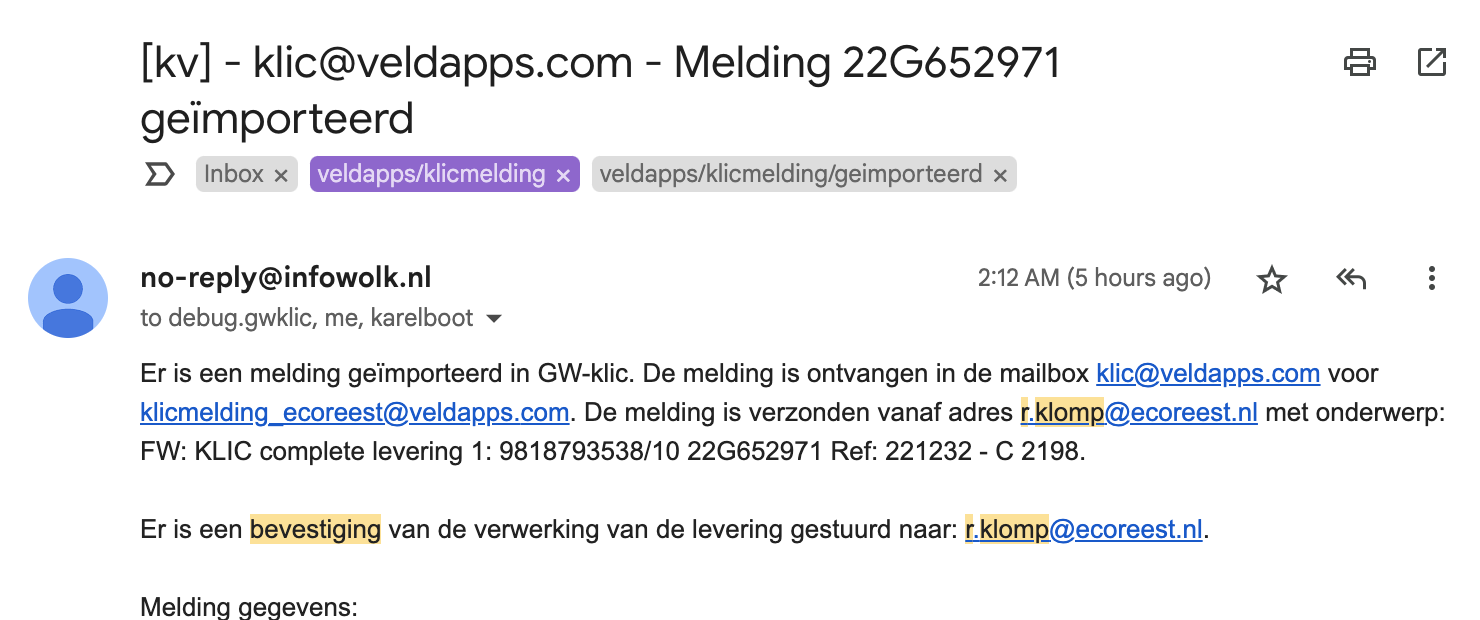 [kv] - klic@veldapps.com - Melding 22G652971
geïmporteerd
Inbox × veldapps/klicmelding × veldapps/klicmelding/geimporteerd ×
no-reply@infowolk.nl 2:12 AM (5 hours ago)
to debug.gwklic, me, karelboot
Er is een melding geïmporteerd in GW-klic. De melding is ontvangen in de mailbox klic@veldapps.com voor
klicmelding_ecoreest@veldapps.com. De melding is verzonden vanaf adres r.klomp@ecoreest.nl met onderwerp:
FW: KLIC complete levering 1: 9818793538/10 22G652971 Ref: 221232 - C 2198.
Er is een bevestiging van de verwerking van de levering gestuurd naar: r.klomp@ecoreest.nl.
Melding gegevens: